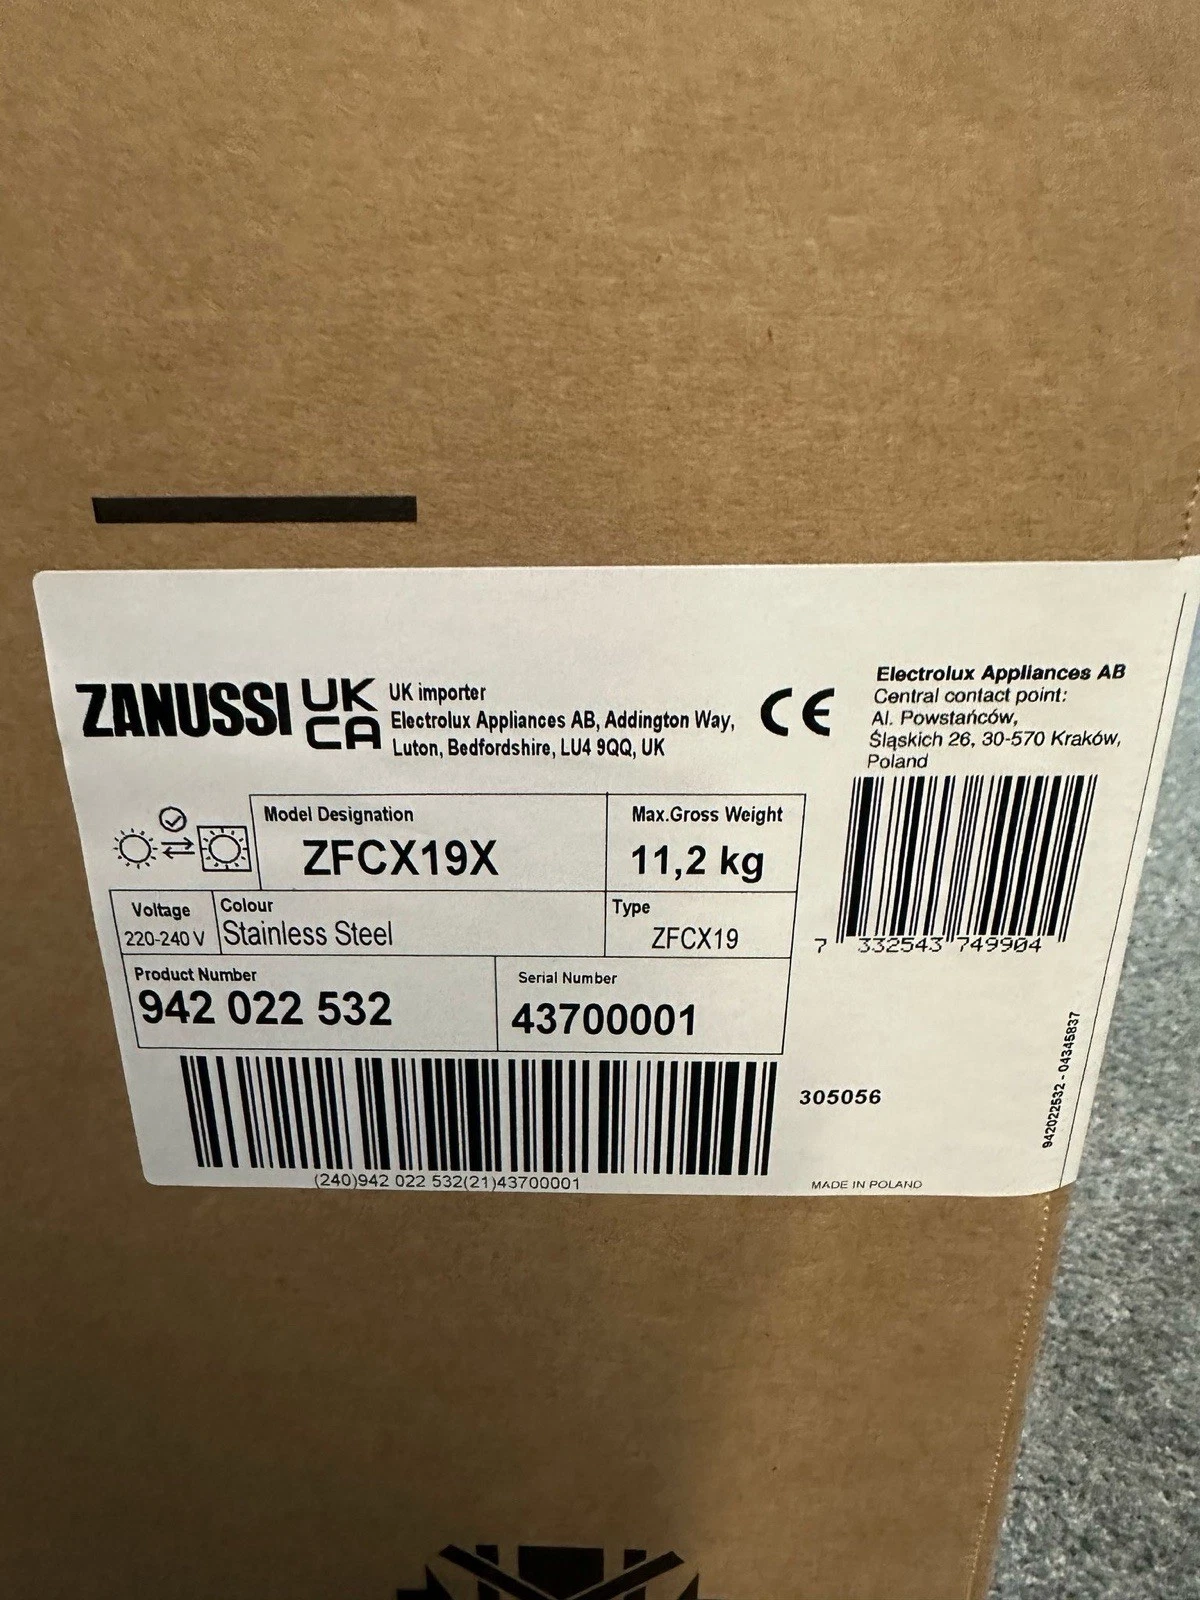 ZANUSSI
UK
CA
UK importer
Electrolux Appliances AB, Addington Way,
Luton, Bedfordshire, LU4 9QQ, UK
CE
Electrolux Appliances AB
Central contact point:
Al. Powstańców,
Śląskich 26, 30-570 Kraków,
Poland
Model Designation
ZFCX19X
Max.Gross Weight
11,2 kg
Voltage
220-240 V
Colour
Stainless Steel
Type
ZFCX19
7 332543 749904
Product Number
942 022 532
Serial Number
43700001
(240)942 022 532(21)43700001
305056
942022532 - 04345837
MADE IN POLAND